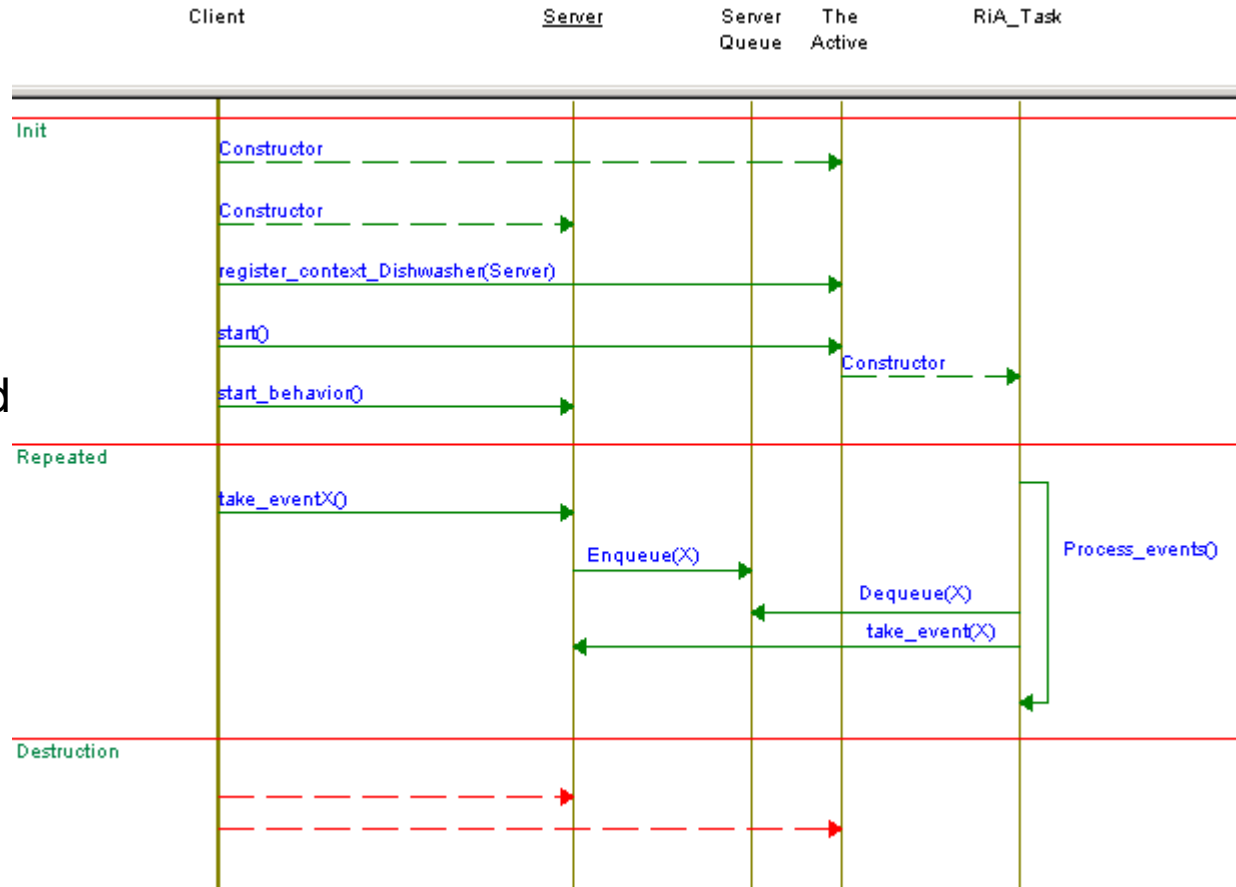 Client
Server
Server
Queue
The
Active
RiA_Task
Init
Constructor
Constructor
register_context_Dishwasher(Server)
start()
Constructor
d
start_behavior()
Repeated
take_eventX()
Process_events()
Enqueue(X)
Dequeue(X)
take_event(X)
Destruction